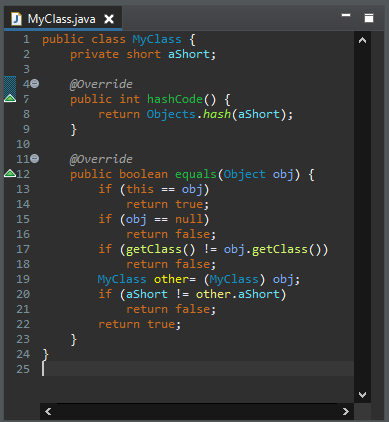 MyClass.java
1 public class MyClass {
2     private short aShort;
3
4     @Override
5     public int hashCode() {
8         return Objects.hash(aShort);
9     }
10
11     @Override
12     public boolean equals(Object obj) {
13         if (this == obj)
14             return true;
15         if (obj == null)
16             return false;
17         if (getClass() != obj.getClass())
18             return false;
19         MyClass other= (MyClass) obj;
20         if (aShort != other.aShort)
21             return false;
22         return true;
23     }
24 }
25